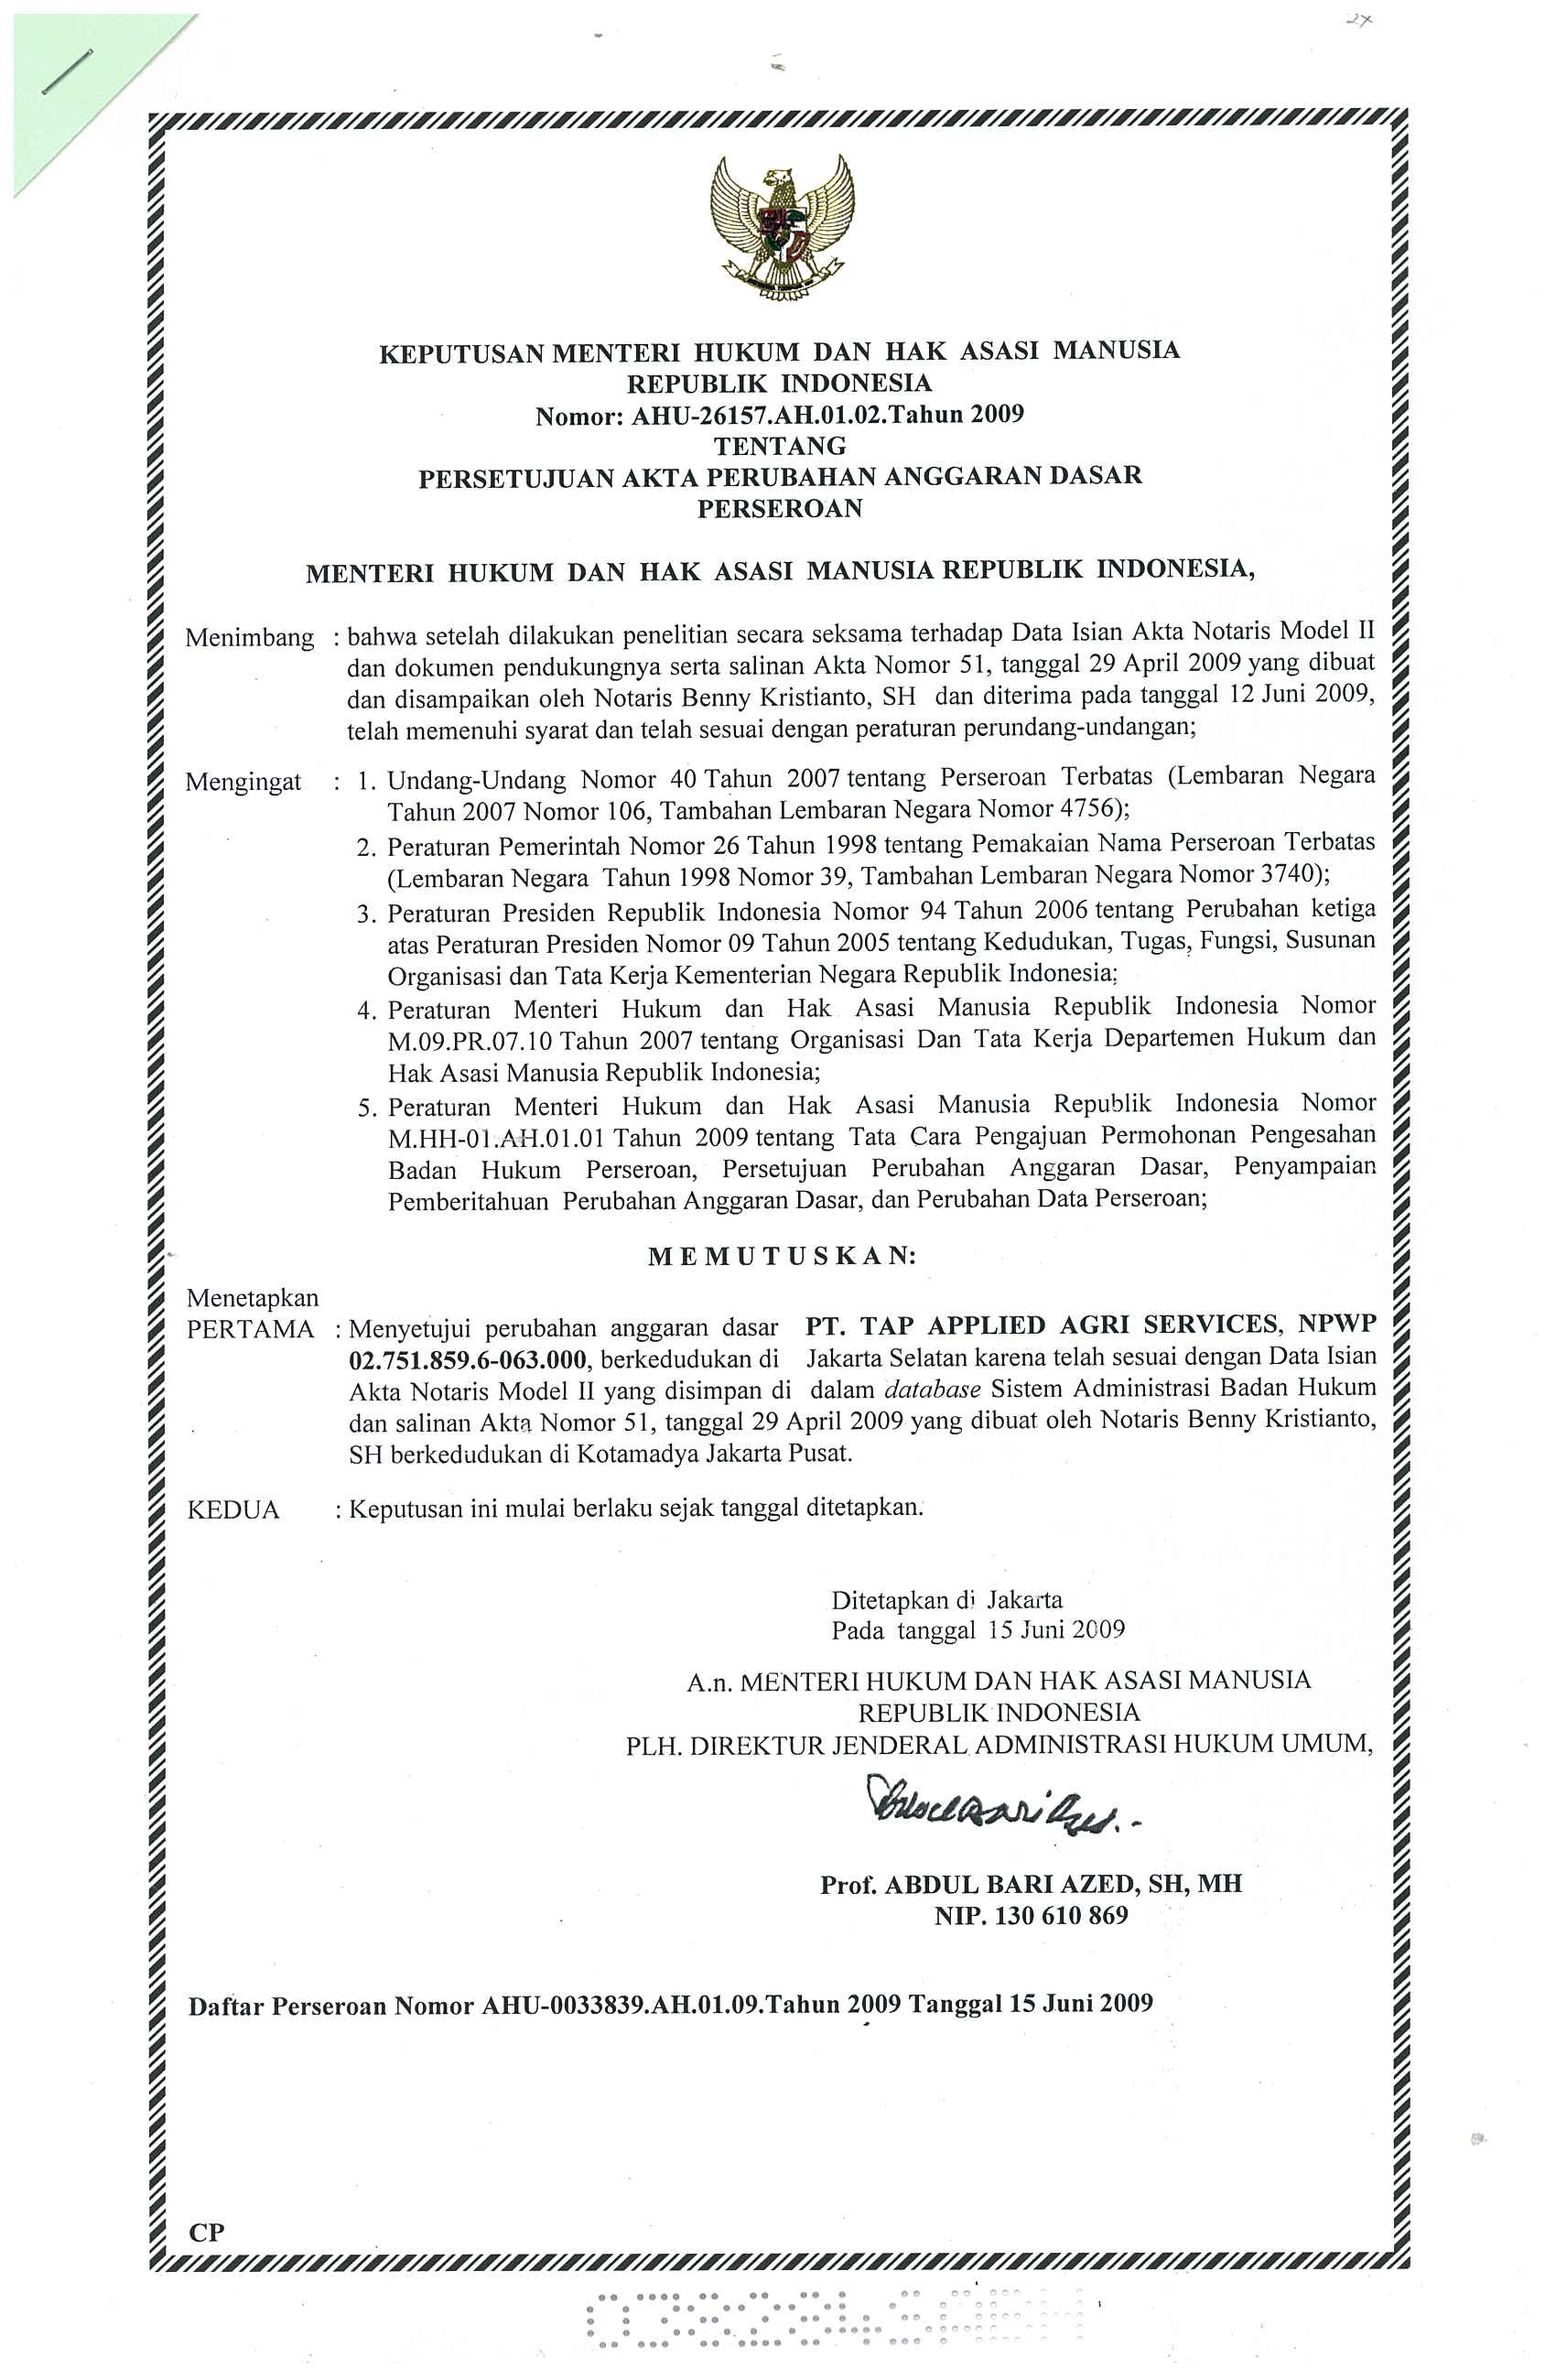 KEPUTUSAN MENTERI HUKUM DAN HAK ASASI MANUSIA
REPUBLIK INDONESIA
Nomor: AHU-26157.AH.01.02.Tahun 2009
TENTANG
PERSETUJUAN AKTA PERUBAHAN ANGGARAN DASAR
PERSEROAN
MENTERI HUKUM DAN HAK ASASI MANUSIA REPUBLIK INDONESIA,
Menimbang : bahwa setelah dilakukan penelitian secara seksama terhadap Data Isian Akta Notaris Model II
dan dokumen pendukungnya serta salinan Akta Nomor 51, tanggal 29 April 2009 yang dibuat
dan disampaikan oleh Notaris Benny Kristianto, SH dan diterima pada tanggal 12 Juni 2009,
telah memenuhi syarat dan telah sesuai dengan peraturan perundang-undangan;
Mengingat : 1. Undang-Undang Nomor 40 Tahun 2007 tentang Perseroan Terbatas (Lembaran Negara
Tahun 2007 Nomor 106, Tambahan Lembaran Negara Nomor 4756);
2. Peraturan Pemerintah Nomor 26 Tahun 1998 tentang Pemakaian Nama Perseroan Terbatas
(Lembaran Negara Tahun 1998 Nomor 39, Tambahan Lembaran Negara Nomor 3740);
3. Peraturan Presiden Republik Indonesia Nomor 94 Tahun 2006 tentang Perubahan ketiga
atas Peraturan Presiden Nomor 09 Tahun 2005 tentang Kedudukan, Tugas, Fungsi, Susunan
Organisasi dan Tata Kerja Kementerian Negara Republik Indonesia;
4. Peraturan Menteri Hukum dan Hak Asasi Manusia Republik Indonesia Nomor
M.09.PR.07.10 Tahun 2007 tentang Organisasi Dan Tata Kerja Departemen Hukum dan
Hak Asasi Manusia Republik Indonesia;
5. Peraturan Menteri Hukum dan Hak Asasi Manusia Republik Indonesia Nomor
M.HH-01.AH.01.01 Tahun 2009 tentang Tata Cara Pengajuan Permohonan Pengesahan
Badan Hukum Perseroan, Persetujuan Perubahan Anggaran Dasar, Penyampaian
Pemberitahuan Perubahan Anggaran Dasar, dan Perubahan Data Perseroan;
M E M U T U S K A N:
Menetapkan
PERTAMA : Menyetujui perubahan anggaran dasar PT. TAP APPLIED AGRI SERVICES, NPWP
02.751.859.6-063.000, berkedudukan di Jakarta Selatan karena telah sesuai dengan Data Isian
Akta Notaris Model II yang disimpan di dalam database Sistem Administrasi Badan Hukum
dan salinan Akta Nomor 51, tanggal 29 April 2009 yang dibuat oleh Notaris Benny Kristianto,
SH berkedudukan di Kotamadya Jakarta Pusat.
KEDUA : Keputusan ini mulai berlaku sejak tanggal ditetapkan.
Ditetapkan di Jakarta
Pada tanggal 15 Juni 2009
A.n. MENTERI HUKUM DAN HAK ASASI MANUSIA
REPUBLIK INDONESIA
PLH. DIREKTUR JENDERAL ADMINISTRASI HUKUM UMUM,
Prof. ABDUL BARI AZED, SH, MH
NIP. 130 610 869
Daftar Perseroan Nomor AHU-0033839.AH.01.09.Tahun 2009 Tanggal 15 Juni 2009
CP